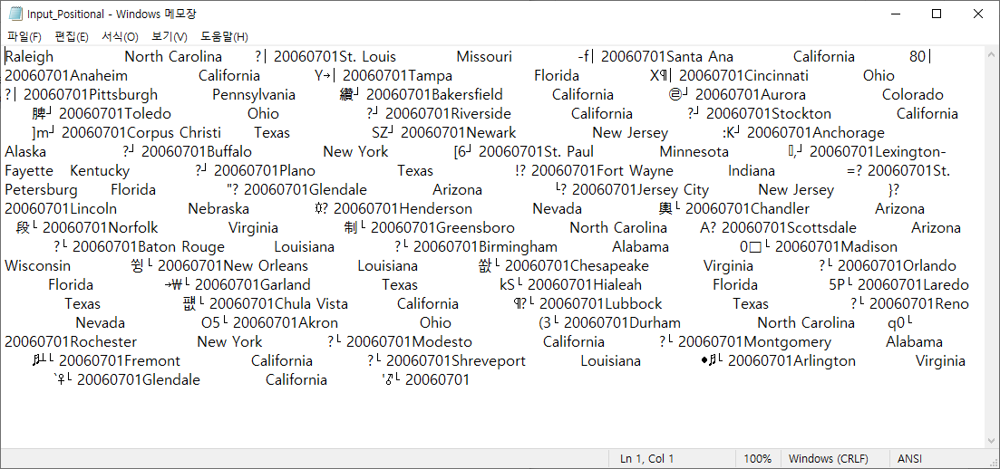 Input_Positional - Windows 메모장
파일(F) 편집(E) 서식(O) 보기(V) 도움말(H)
Raleigh North Carolina ?| 20060701St. Louis Missouri -f| 20060701Santa Ana California 80|
20060701Anaheim California Y→| 20060701Tampa Florida X¶| 20060701Cincinnati Ohio
?| 20060701Pittsburgh Pennsylvania 纘┘ 20060701Bakersfield California ㉣┘ 20060701Aurora Colorado
脾┘ 20060701Toledo Ohio ?┘ 20060701Riverside California ?┘ 20060701Stockton California
]m┘ 20060701Corpus Christi Texas SZ┘ 20060701Newark New Jersey :K┘ 20060701Anchorage
Alaska ?┘ 20060701Buffalo New York [6┘ 20060701St. Paul Minnesota ,┘ 20060701Lexington-
Fayette Kentucky ?┘ 20060701Plano Texas !? 20060701Fort Wayne Indiana =? 20060701St.
Petersburg Florida "? 20060701Glendale Arizona └? 20060701Jersey City New Jersey }?
20060701Lincoln Nebraska ? 20060701Henderson Nevada 輿└ 20060701Chandler Arizona
段└ 20060701Norfolk Virginia 制└ 20060701Greensboro North Carolina A? 20060701Scottsdale Arizona
?└ 20060701Baton Rouge Louisiana ?└ 20060701Birmingham Alabama 0□└ 20060701Madison
Wisconsin 윙└ 20060701New Orleans Louisiana └ 20060701Chesapeake Virginia ?└ 20060701Orlando
Florida →₩└ 20060701Garland Texas kS└ 20060701Hialeah Florida 5P└ 20060701Laredo
Texas └ 20060701Chula Vista California ¶?└ 20060701Lubbock Texas ?└ 20060701Reno
Nevada O5└ 20060701Akron Ohio (3└ 20060701Durham North Carolina q0└
20060701Rochester New York ?└ 20060701Modesto California ?└ 20060701Montgomery Alabama
♬┘└ 20060701Fremont California ?└ 20060701Shreveport Louisiana ●♬└ 20060701Arlington Virginia
`♀└ 20060701Glendale California '♂└ 20060701
Ln 1, Col 1 100% Windows (CRLF) ANSI